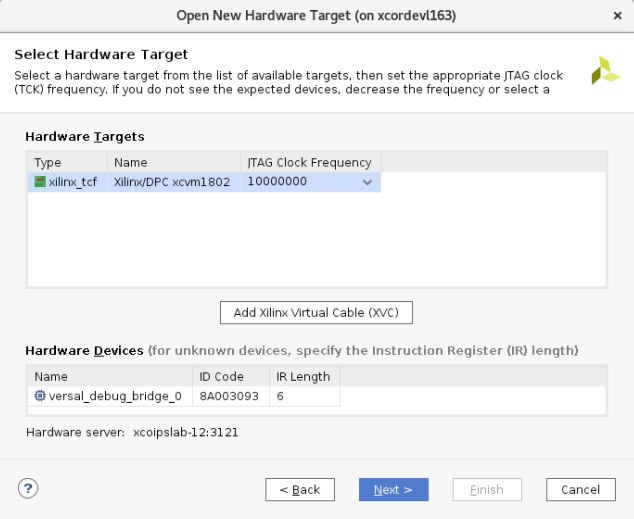 Open New Hardware Target (on xcordevl163)
×
Select Hardware Target
Select a hardware target from the list of available targets, then set the appropriate JTAG clock
(TCK) frequency. If you do not see the expected devices, decrease the frequency or select a
Hardware Targets
Type Name JTAG Clock Frequency
xilinx_tcf Xilinx/DPC xcvm1802 10000000
Add Xilinx Virtual Cable (XVC)
Hardware Devices (for unknown devices, specify the Instruction Register (IR) length)
Name ID Code IR Length
versal_debug_bridge_0 8A003093 6
Hardware server: xcoipslab-12:3121
? < Back Next > Finish Cancel